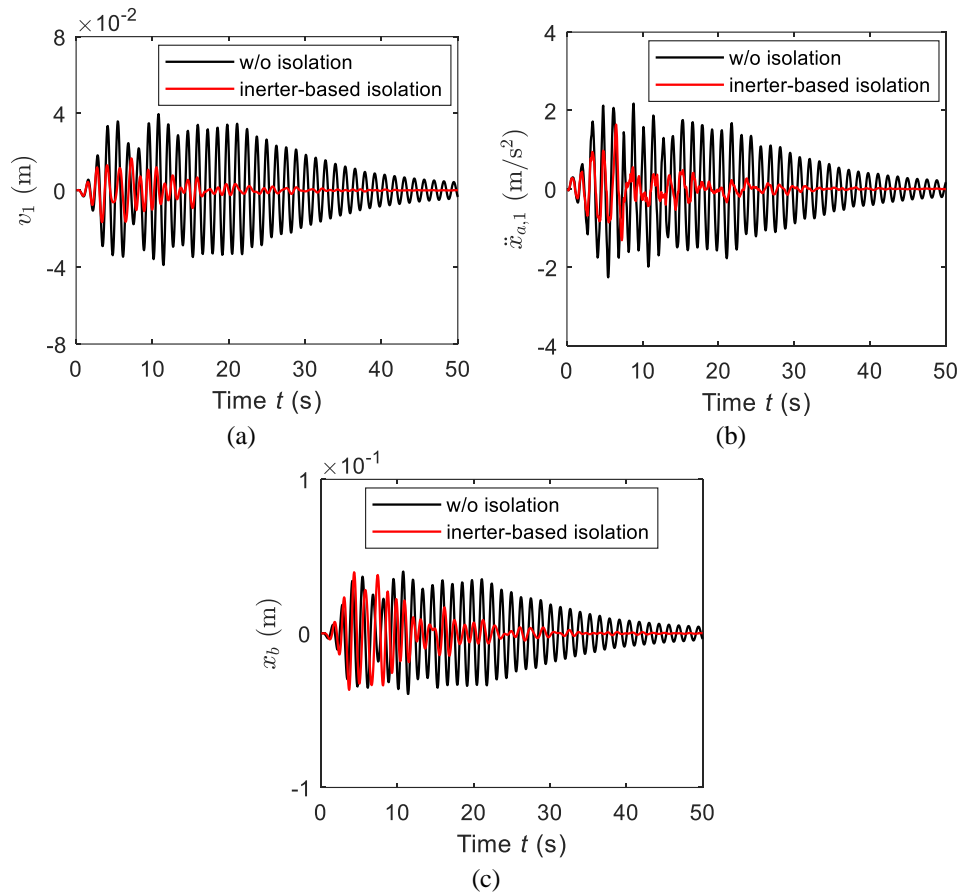 ×10⁻²
8
4
0
-4
-8
v₁ (m)
w/o isolation
inerter-based isolation
0 10 20 30 40 50
Time t (s)
(a)
4
2
0
-2
-4
ẍₐ,₁ (m/s²)
w/o isolation
inerter-based isolation
0 10 20 30 40 50
Time t (s)
(b)
×10⁻¹
1
0
-1
x_b (m)
w/o isolation
inerter-based isolation
0 10 20 30 40 50
Time t (s)
(c)